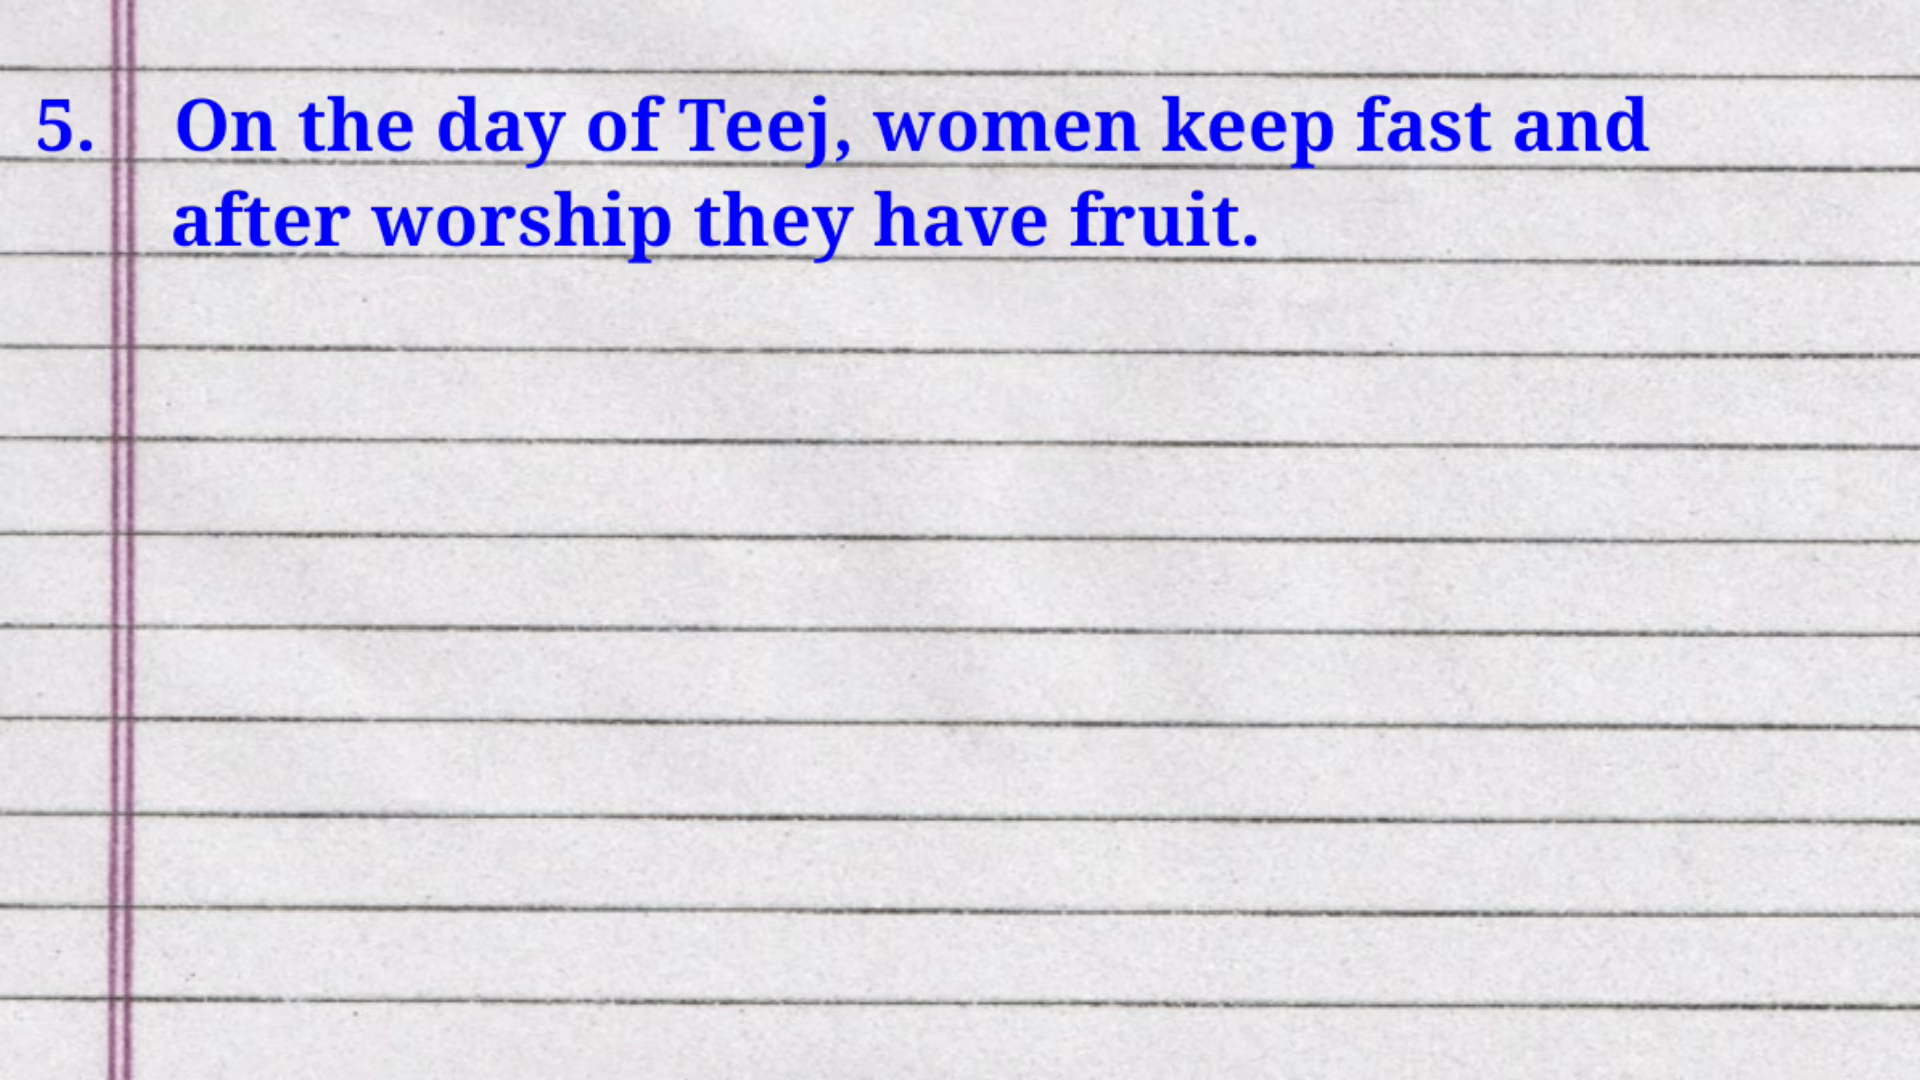 5. On the day of Teej, women keep fast and
after worship they have fruit.